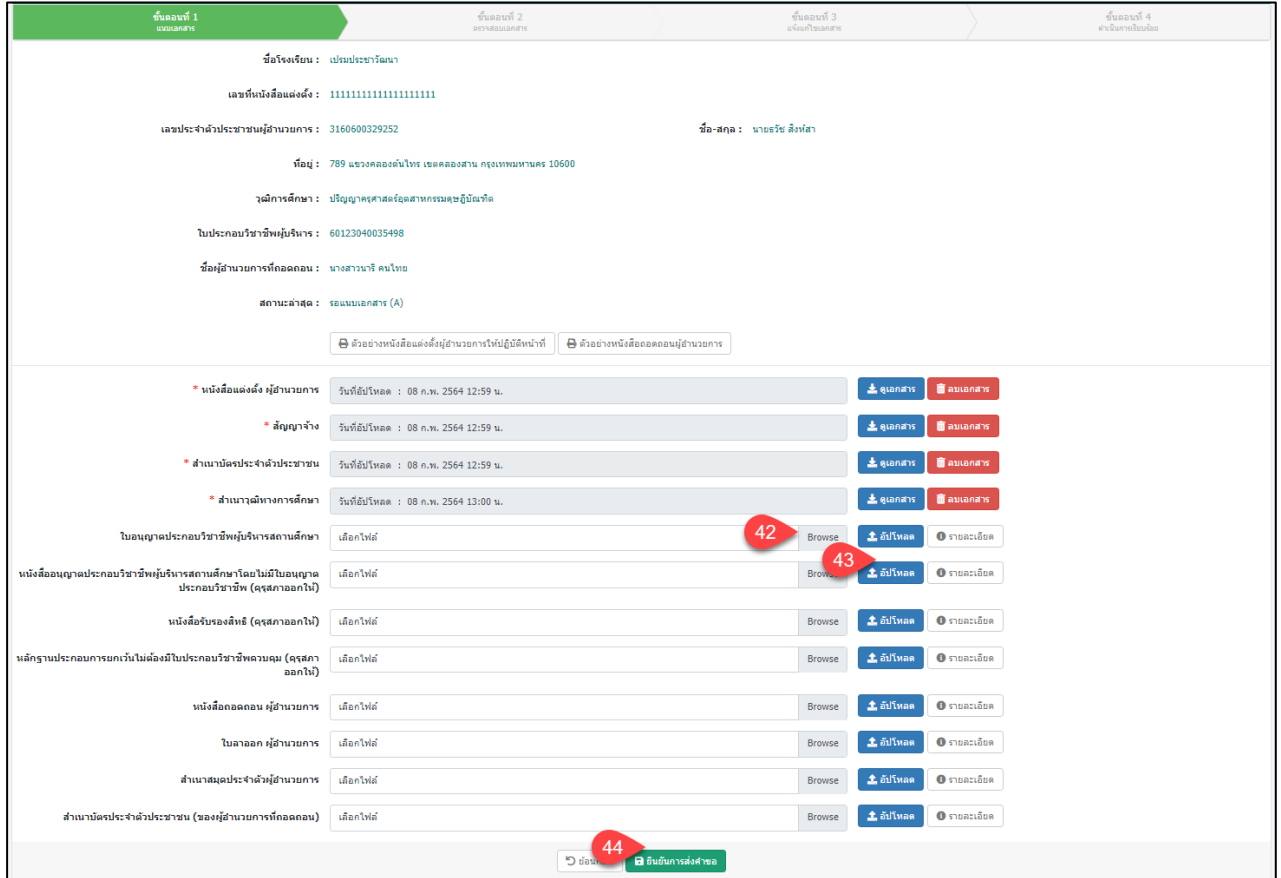 ขั้นตอนที่ 1
แนบเอกสาร
ขั้นตอนที่ 2
ตรวจสอบเอกสาร
ขั้นตอนที่ 3
แจ้งแก้ไขเอกสาร
ขั้นตอนที่ 4
ดำเนินการเรียบร้อย
ชื่อโรงเรียน : เปรมประชาวัฒนา
เลขที่หนังสือแต่งตั้ง : 11111111111111111111
เลขประจำตัวประชาชนผู้อำนวยการ : 3160600329252 ชื่อ-สกุล : นายธวัช สิงห์สา
ที่อยู่ : 789 แขวงคลองต้นไทร เขตคลองสาน กรุงเทพมหานคร 10600
วุฒิการศึกษา : ปริญญาครุศาสตร์อุตสาหกรรมดุษฎีบัณฑิต
ใบประกอบวิชาชีพผู้บริหาร : 60123040035498
ชื่อผู้อำนวยการที่ถอดถอน : นางสาวนารี คนไทย
สถานะล่าสุด : รอแนบเอกสาร (A)
ตัวอย่างหนังสือแต่งตั้งผู้อำนวยการให้ปฏิบัติหน้าที่ ตัวอย่างหนังสือถอดถอนผู้อำนวยการ
* หนังสือแต่งตั้ง ผู้อำนวยการ วันที่อัปโหลด : 08 ก.พ. 2564 12:59 น. ดูเอกสาร ลบเอกสาร
* สัญญาจ้าง วันที่อัปโหลด : 08 ก.พ. 2564 12:59 น. ดูเอกสาร ลบเอกสาร
* สำเนาบัตรประจำตัวประชาชน วันที่อัปโหลด : 08 ก.พ. 2564 12:59 น. ดูเอกสาร ลบเอกสาร
* สำเนาวุฒิทางการศึกษา วันที่อัปโหลด : 08 ก.พ. 2564 13:00 น. ดูเอกสาร ลบเอกสาร
ใบอนุญาตประกอบวิชาชีพผู้บริหารสถานศึกษา เลือกไฟล์ 42 Browse อัปโหลด รายละเอียด
หนังสืออนุญาตประกอบวิชาชีพผู้บริหารสถานศึกษาโดยไม่มีใบอนุญาต เลือกไฟล์ Browse 43 อัปโหลด รายละเอียด
ประกอบวิชาชีพ (คุรุสภาออกให้)
หนังสือรับรองสิทธิ (คุรุสภาออกให้) เลือกไฟล์ Browse อัปโหลด รายละเอียด
หลักฐานประกอบการยกเว้นไม่ต้องมีใบประกอบวิชาชีพควบคุม (คุรุสภา เลือกไฟล์ Browse อัปโหลด รายละเอียด
ออกให้)
หนังสือถอดถอน ผู้อำนวยการ เลือกไฟล์ Browse อัปโหลด รายละเอียด
ใบลาออก ผู้อำนวยการ เลือกไฟล์ Browse อัปโหลด รายละเอียด
สำเนาสมุดประจำตัวผู้อำนวยการ เลือกไฟล์ Browse อัปโหลด รายละเอียด
สำเนาบัตรประจำตัวประชาชน (ของผู้อำนวยการที่ถอดถอน) เลือกไฟล์ Browse อัปโหลด รายละเอียด
44 ยืนยันการส่งคำขอ